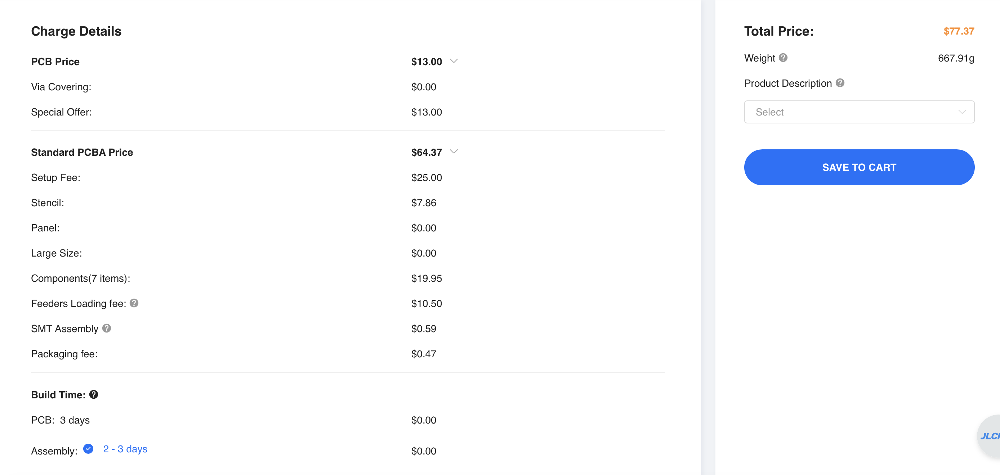 Charge Details
PCB Price $13.00
Via Covering: $0.00
Special Offer: $13.00
Standard PCBA Price $64.37
Setup Fee: $25.00
Stencil: $7.86
Panel: $0.00
Large Size: $0.00
Components(7 items): $19.95
Feeders Loading fee: ? $10.50
SMT Assembly ? $0.59
Packaging fee: $0.47
Build Time: ?
PCB: 3 days $0.00
Assembly: 2 - 3 days $0.00
Total Price: $77.37
Weight ? 667.91g
Product Description ?
Select
SAVE TO CART